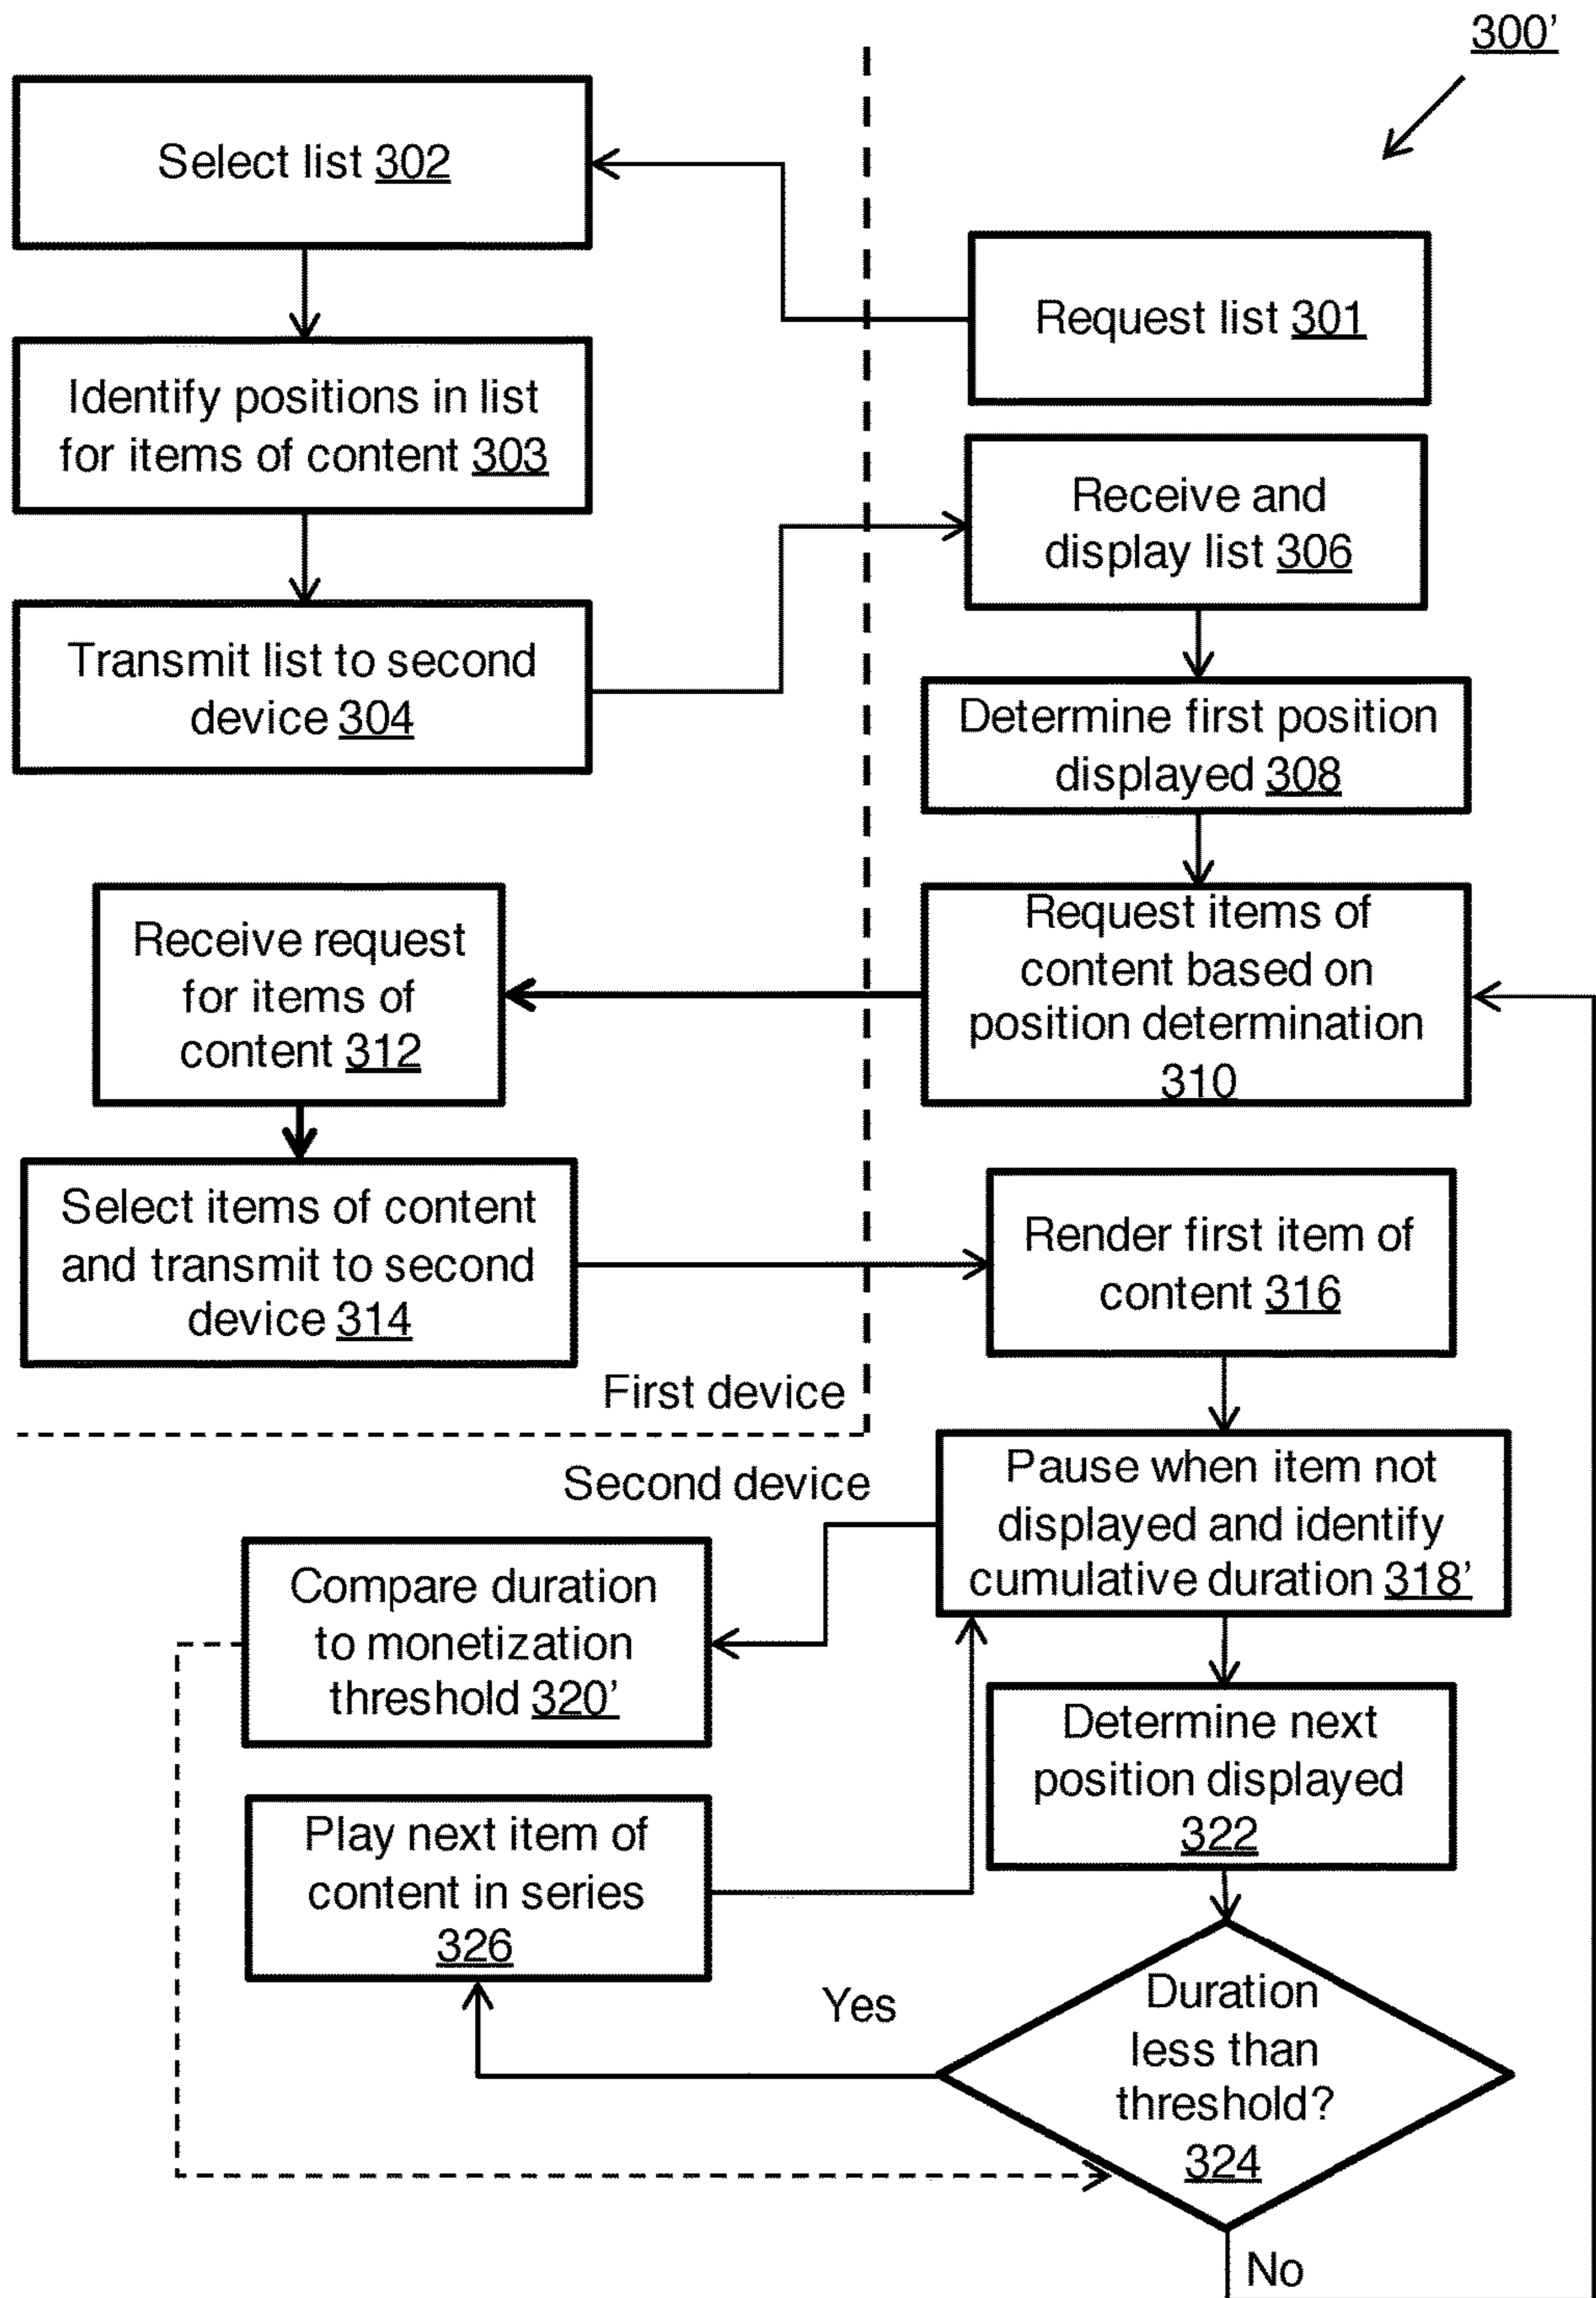 300’
Select list 302
Request list 301
Identify positions in list
for items of content 303
Receive and
display list 306
Transmit list to second
device 304
Determine first position
displayed 308
Request items of
content based on
position determination
310
Receive request
for items of
content 312
Select items of content
and transmit to second
device 314
Render first item of
content 316
First device
Second device
Pause when item not
displayed and identify
cumulative duration 318’
Compare duration
to monetization
threshold 320’
Determine next
position displayed
322
Play next item of
content in series
326
Yes
Duration
less than
threshold?
324
No